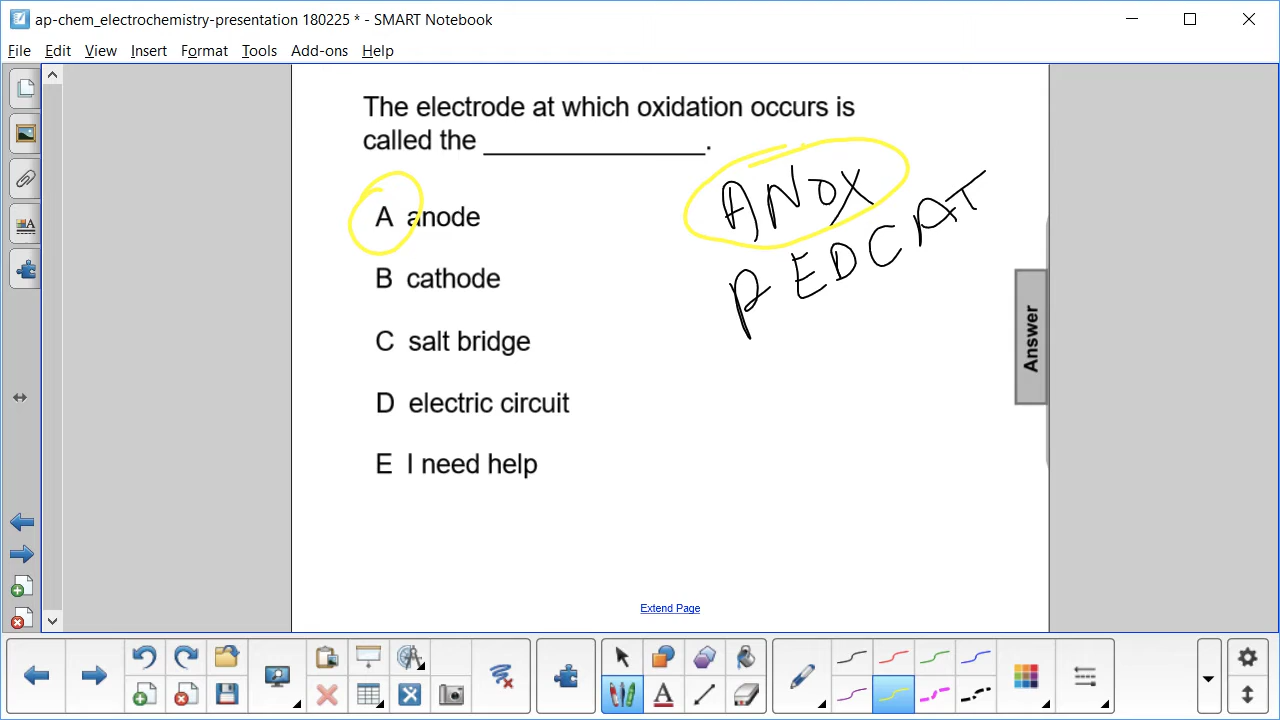 ap-chem_electrochemistry-presentation 180225 * - SMART Notebook
File Edit View Insert Format Tools Add-ons Help
The electrode at which oxidation occurs is
called the ________________.
ANOX
REDCAT
A anode
B cathode
C salt bridge
D electric circuit
E I need help
Answer
Extend Page